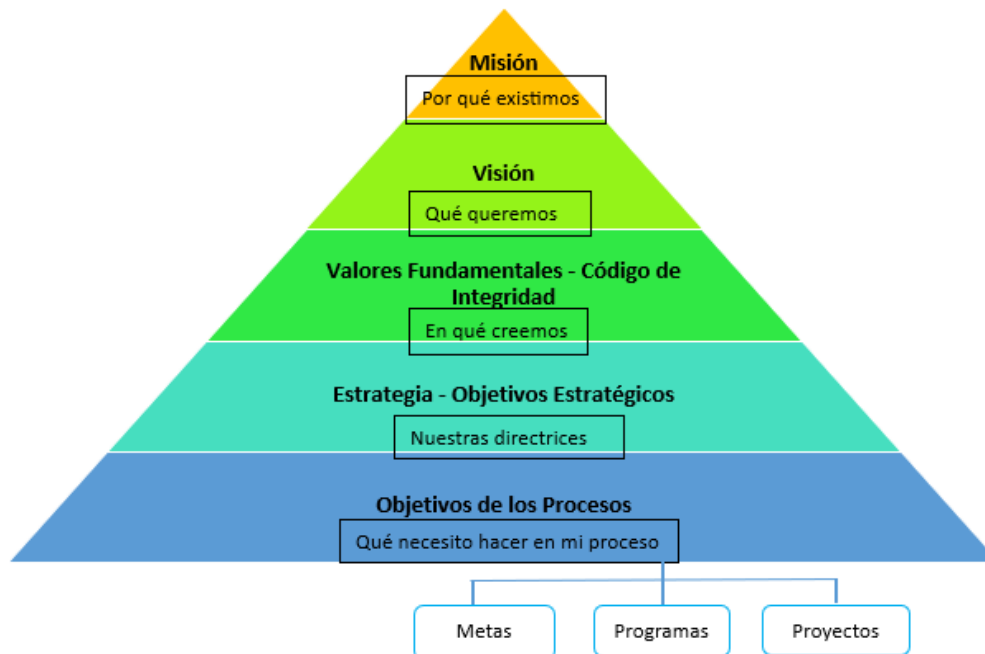 Misión
Por qué existimos
Visión
Qué queremos
Valores Fundamentales - Código de
Integridad
En qué creemos
Estrategia - Objetivos Estratégicos
Nuestras directrices
Objetivos de los Procesos
Qué necesito hacer en mi proceso
Metas
Programas
Proyectos